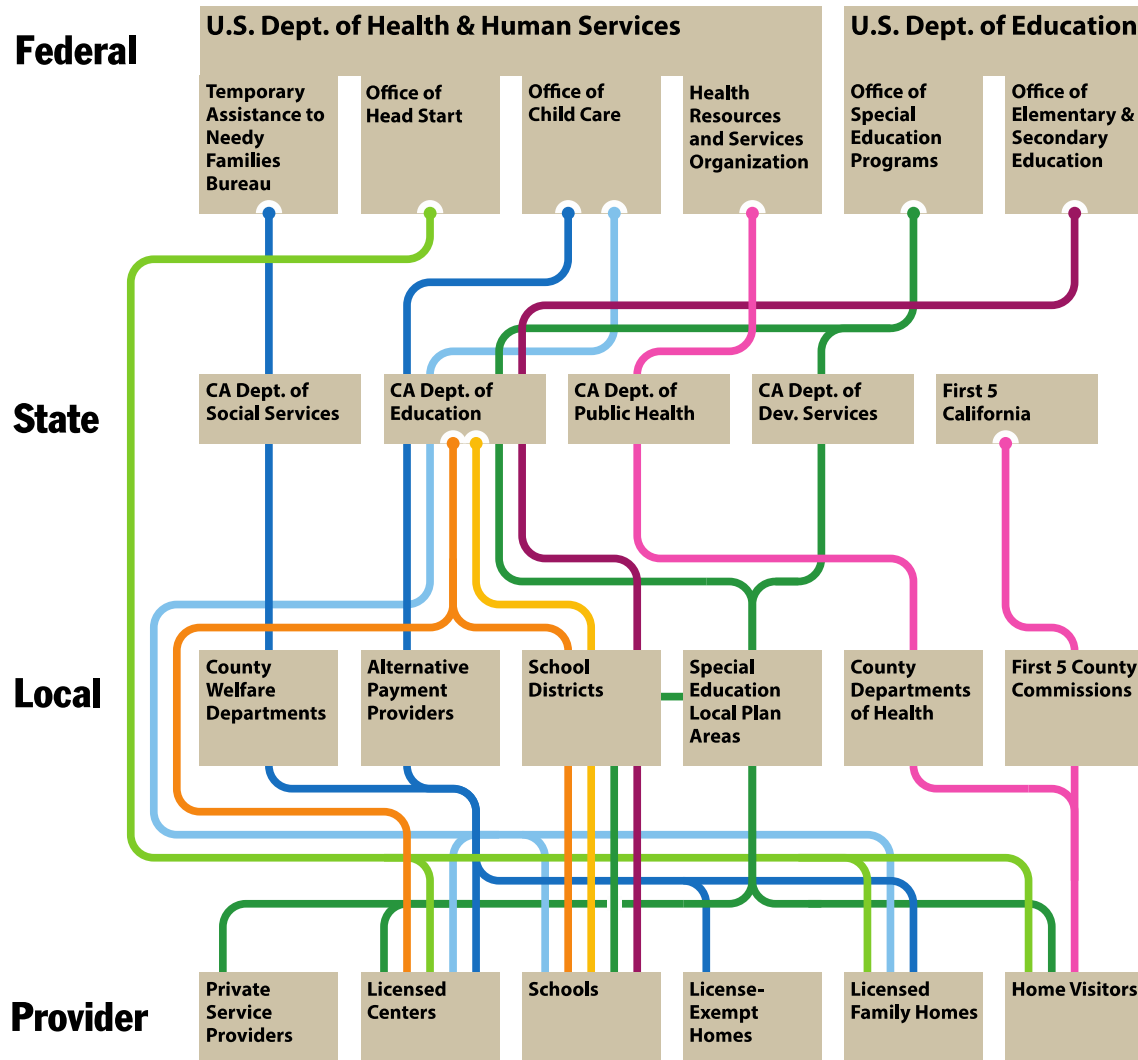 Federal
U.S. Dept. of Health & Human Services
U.S. Dept. of Education
Temporary
Assistance to
Needy
Families
Bureau
Office of
Head Start
Office of
Child Care
Health
Resources
and Services
Organization
Office of
Special
Education
Programs
Office of
Elementary &
Secondary
Education
State
CA Dept. of
Social Services
CA Dept. of
Education
CA Dept. of
Public Health
CA Dept. of
Dev. Services
First 5
California
Local
County
Welfare
Departments
Alternative
Payment
Providers
School
Districts
Special
Education
Local Plan
Areas
County
Departments
of Health
First 5 County
Commissions
Provider
Private
Service
Providers
Licensed
Centers
Schools
License-
Exempt
Homes
Licensed
Family Homes
Home Visitors